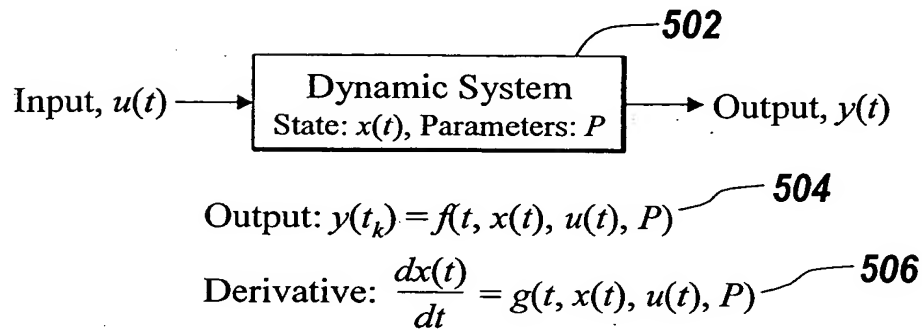 502
Dynamic System
Input, u(t)
State: x(t), Parameters: P
Output, y(t)
504
Output: y(t_k) = f(t, x(t), u(t), P)
506
Derivative: dx(t)/dt = g(t, x(t), u(t), P)